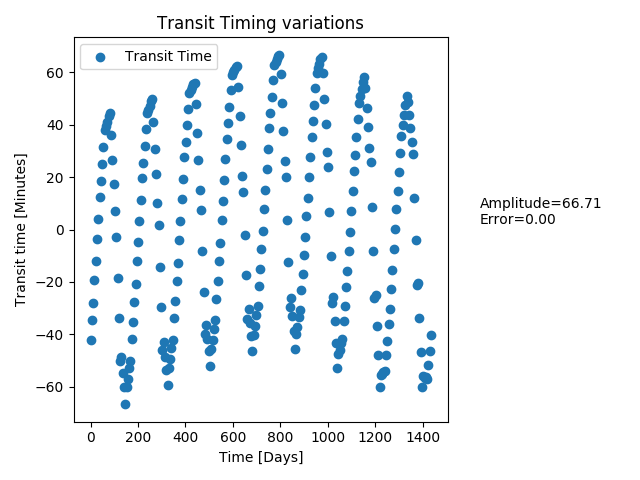 Transit Timing variations
Transit Time
Transit time [Minutes]
60
40
20
0
−20
−40
−60
0 200 400 600 800 1000 1200 1400
Time [Days]
Amplitude=66.71
Error=0.00